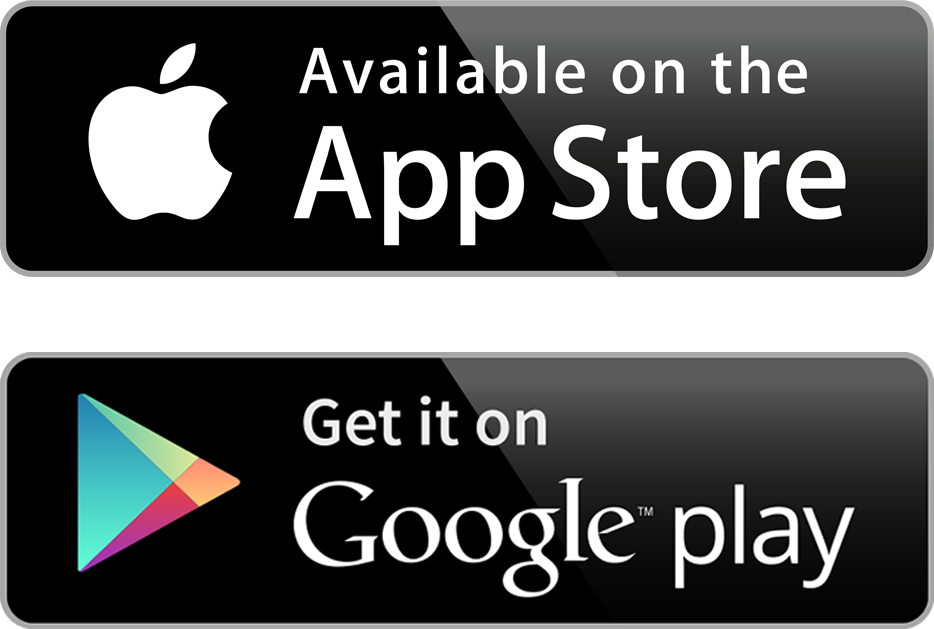 Available on the
App Store
Get it on
Google™ play